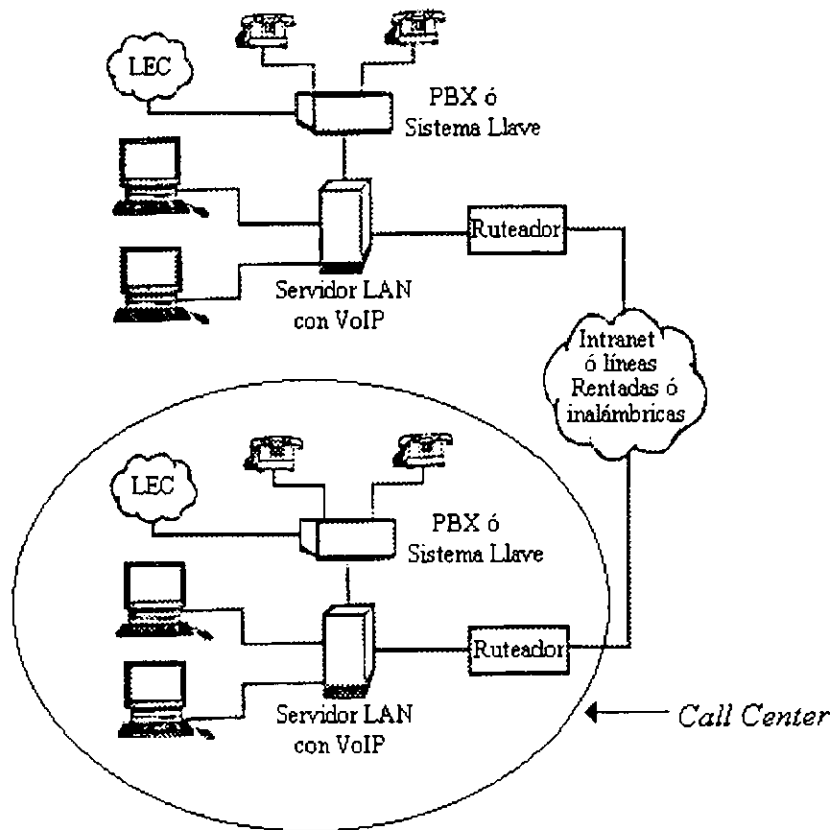 LEC
PBX ó
Sistema Llave
Ruteador
Servidor LAN
con VoIP
Intranet
ó líneas
Rentadas ó
inalámbricas
LEC
PBX ó
Sistema Llave
Ruteador
Servidor LAN
con VoIP
Call Center